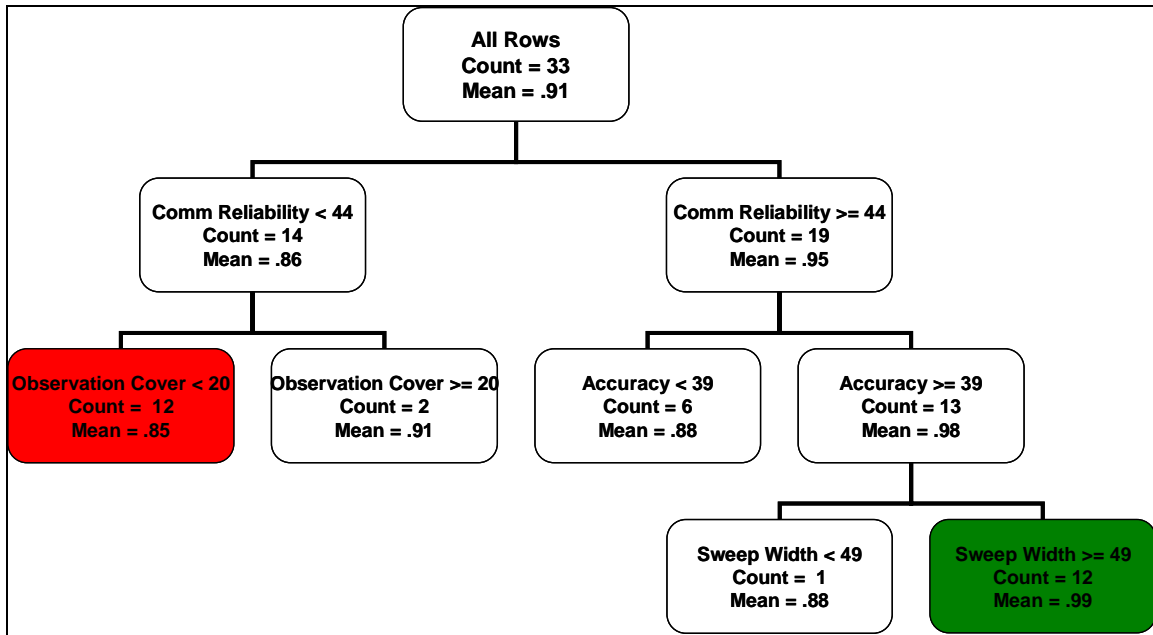 All Rows
Count = 33
Mean = .91
Comm Reliability < 44
Count = 14
Mean = .86
Comm Reliability >= 44
Count = 19
Mean = .95
Observation Cover < 20
Count = 12
Mean = .85
Observation Cover >= 20
Count = 2
Mean = .91
Accuracy < 39
Count = 6
Mean = .88
Accuracy >= 39
Count = 13
Mean = .98
Sweep Width < 49
Count = 1
Mean = .88
Sweep Width >= 49
Count = 12
Mean = .99